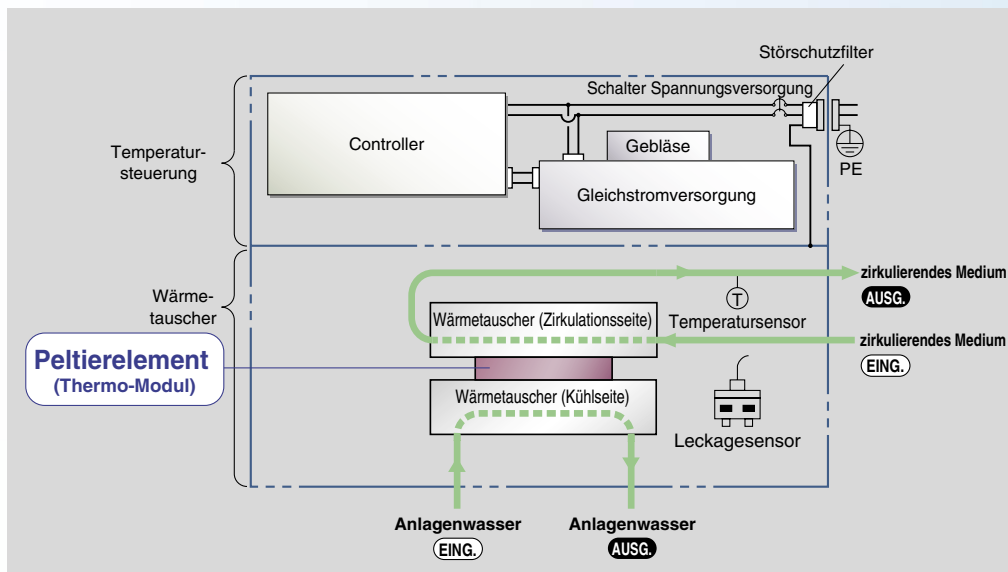 Störschutzfilter
Schalter Spannungsversorgung
Controller
Gebläse
Temperatur-
steuerung
PE
Gleichstromversorgung
zirkulierendes Medium
AUSG.
Wärme-
tauscher
T
Wärmetauscher (Zirkulationsseite)
Temperatursensor
zirkulierendes Medium
EING.
Peltierelement
(Thermo-Modul)
Wärmetauscher (Kühlseite)
Leckagesensor
Anlagenwasser
EING.
Anlagenwasser
AUSG.